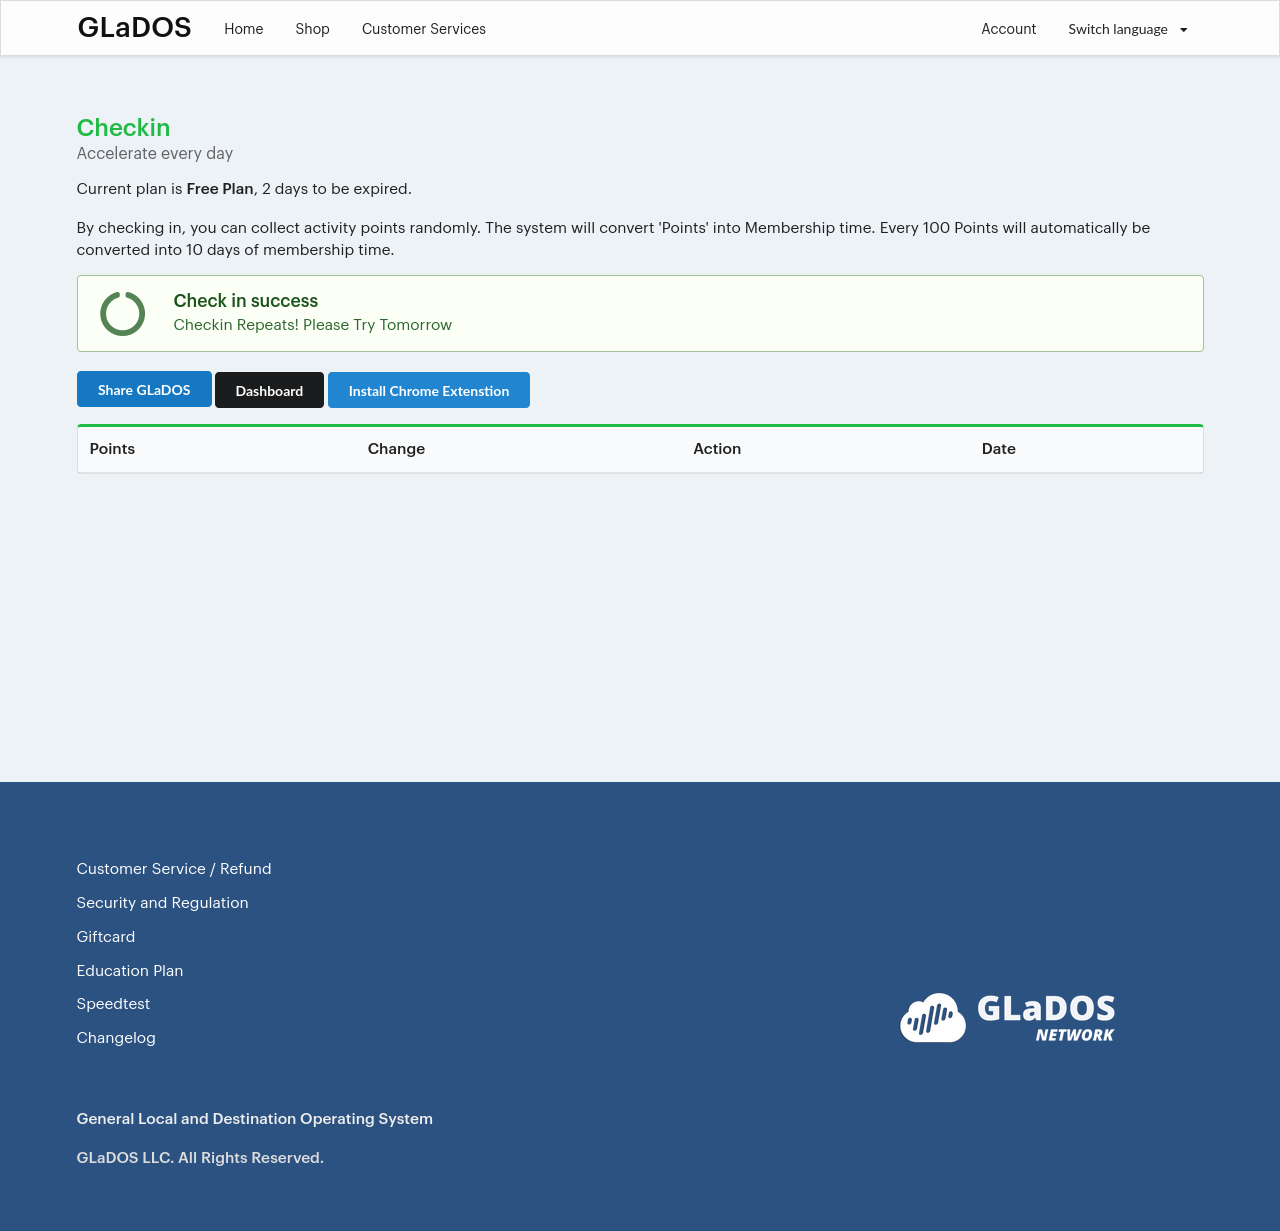 GLaDOS Home Shop Customer Services Account Switch language
Checkin
Accelerate every day
Current plan is Free Plan, 2 days to be expired.
By checking in, you can collect activity points randomly. The system will convert 'Points' into Membership time. Every 100 Points will automatically be
converted into 10 days of membership time.
Check in success
Checkin Repeats! Please Try Tomorrow
Share GLaDOS Dashboard Install Chrome Extenstion
Points Change Action Date
Customer Service / Refund
Security and Regulation
Giftcard
Education Plan
Speedtest
Changelog
GLaDOS
NETWORK
General Local and Destination Operating System
GLaDOS LLC. All Rights Reserved.